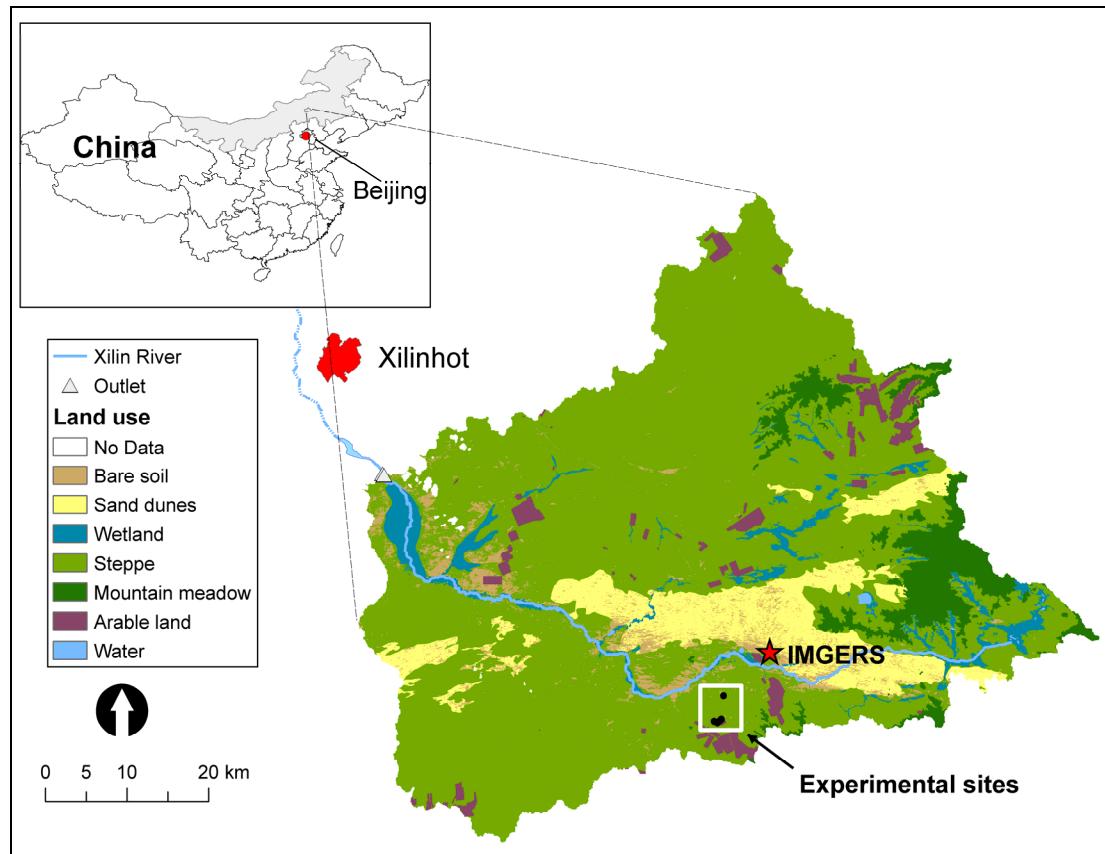 China
Beijing
Xilinhot
Xilin River
Outlet
Land use
No Data
Bare soil
Sand dunes
Wetland
Steppe
Mountain meadow
Arable land
Water
IMGERS
Experimental sites
0 5 10 20 km